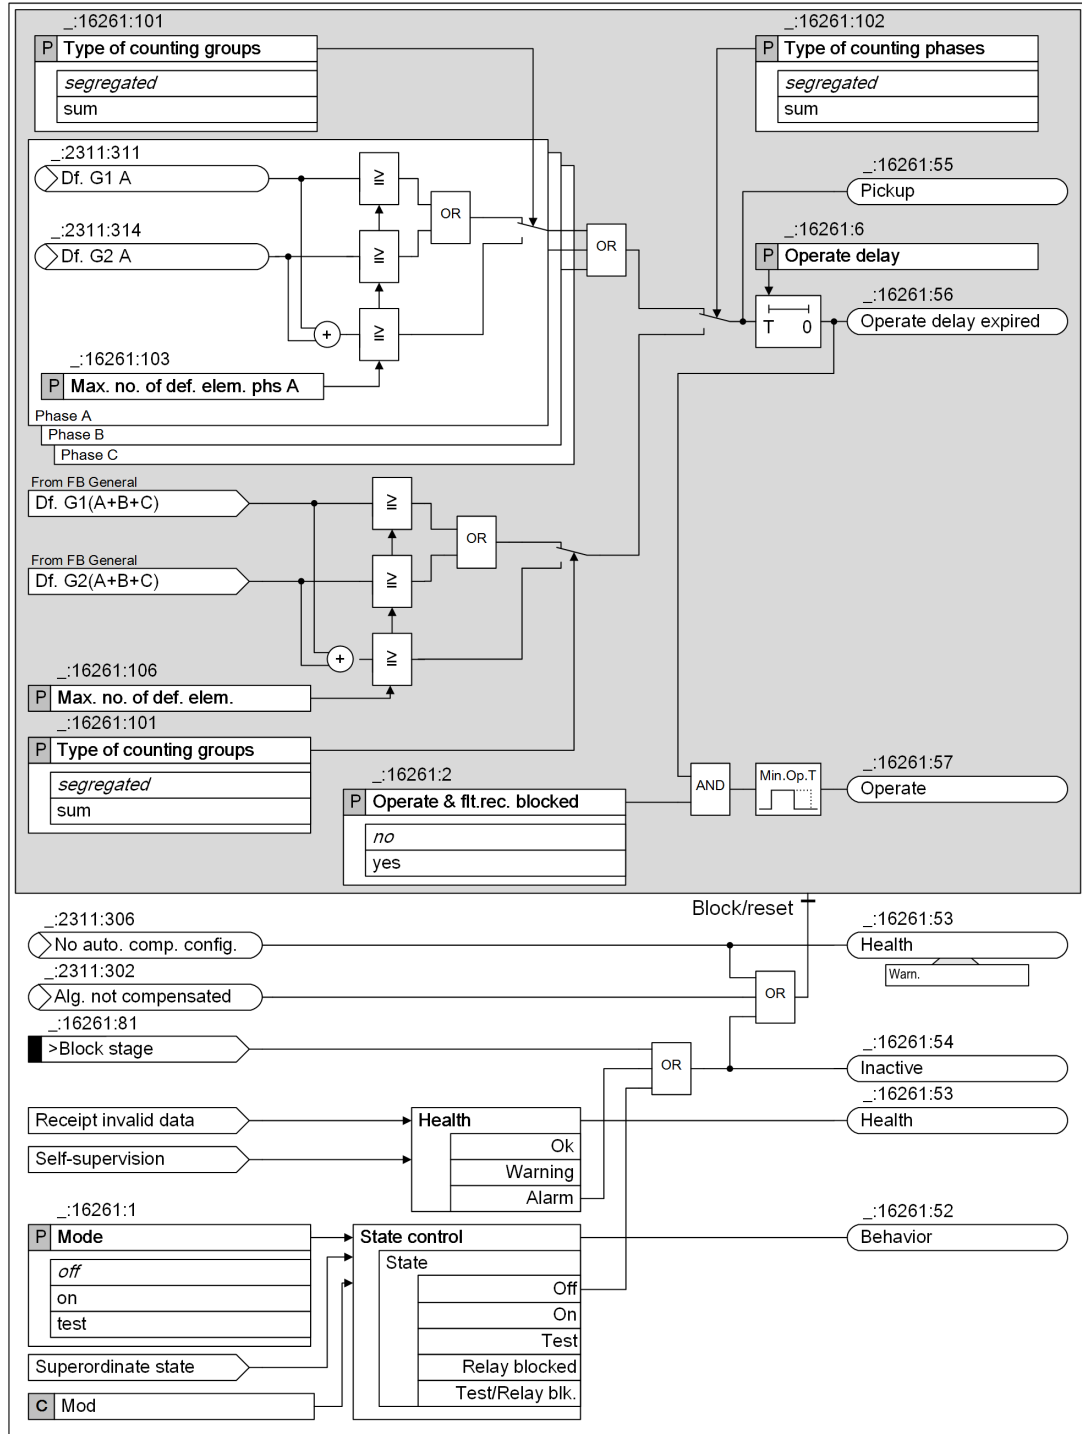 _:16261:101
P Type of counting groups
segregated
sum
_:16261:102
P Type of counting phases
segregated
sum
_:2311:311
Df. G1 A
≥
OR
_:2311:314
Df. G2 A
≥
OR
+
≥
_:16261:103
P Max. no. of def. elem. phs A
Phase A
Phase B
Phase C
_:16261:55
Pickup
_:16261:6
P Operate delay
T 0
_:16261:56
Operate delay expired
From FB General
Df. G1(A+B+C)
≥
OR
From FB General
Df. G2(A+B+C)
≥
+
≥
_:16261:106
P Max. no. of def. elem.
_:16261:101
P Type of counting groups
segregated
sum
_:16261:2
P Operate & flt.rec. blocked
no
yes
AND
Min.Op.T
_:16261:57
Operate
Block/reset
_:2311:306
No auto. comp. config.
_:16261:53
Health
Warn.
_:2311:302
Alg. not compensated
OR
_:16261:81
>Block stage
OR
_:16261:54
Inactive
Receipt invalid data
Self-supervision
Health
Ok
Warning
Alarm
_:16261:53
Health
_:16261:1
P Mode
off
on
test
Superordinate state
C Mod
State control
State
Off
On
Test
Relay blocked
Test/Relay blk.
_:16261:52
Behavior